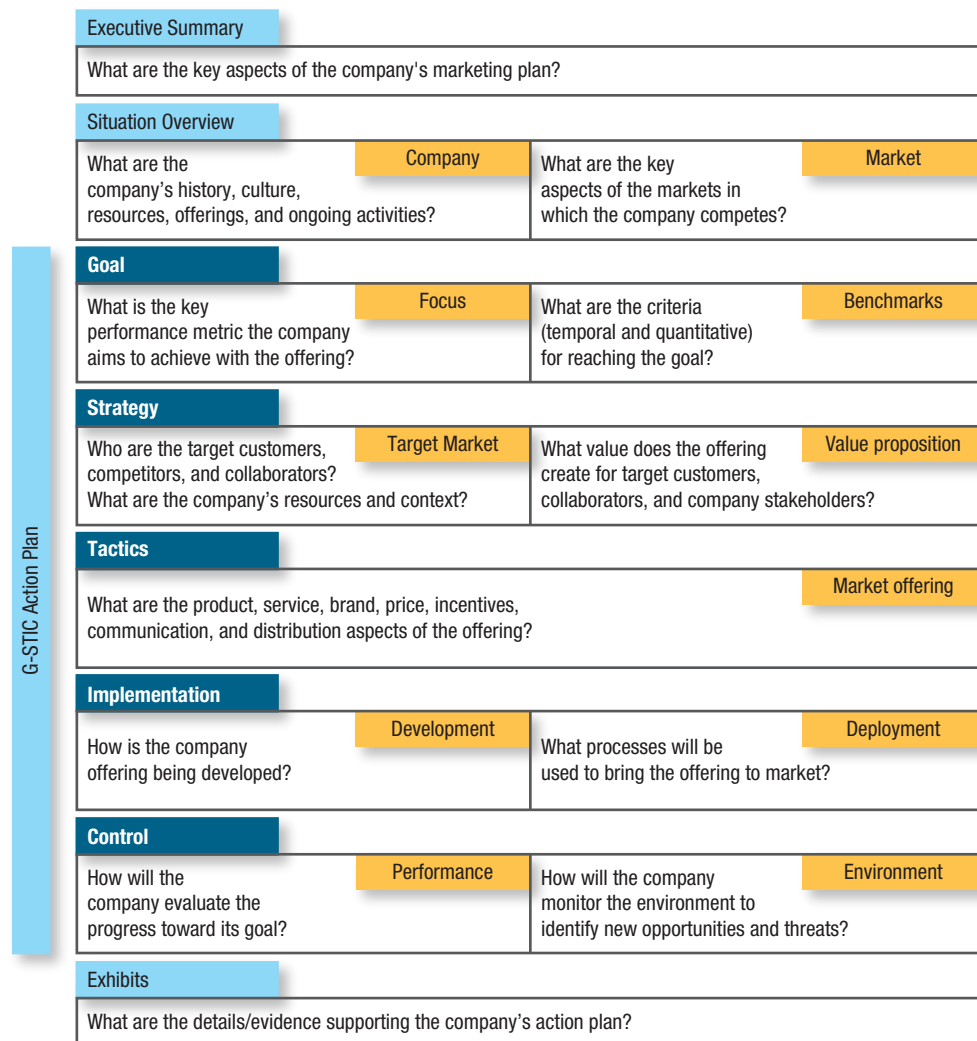 Executive Summary
What are the key aspects of the company's marketing plan?
Situation Overview
Company
What are the
company’s history, culture,
resources, offerings, and ongoing activities?
Market
What are the key
aspects of the markets in
which the company competes?
G-STIC Action Plan
Goal
Focus
What is the key
performance metric the company
aims to achieve with the offering?
Benchmarks
What are the criteria
(temporal and quantitative)
for reaching the goal?
Strategy
Target Market
Who are the target customers,
competitors, and collaborators?
What are the company’s resources and context?
Value proposition
What value does the offering
create for target customers,
collaborators, and company stakeholders?
Tactics
Market offering
What are the product, service, brand, price, incentives,
communication, and distribution aspects of the offering?
Implementation
Development
How is the company
offering being developed?
Deployment
What processes will be
used to bring the offering to market?
Control
Performance
How will the
company evaluate the
progress toward its goal?
Environment
How will the company
monitor the environment to
identify new opportunities and threats?
Exhibits
What are the details/evidence supporting the company’s action plan?